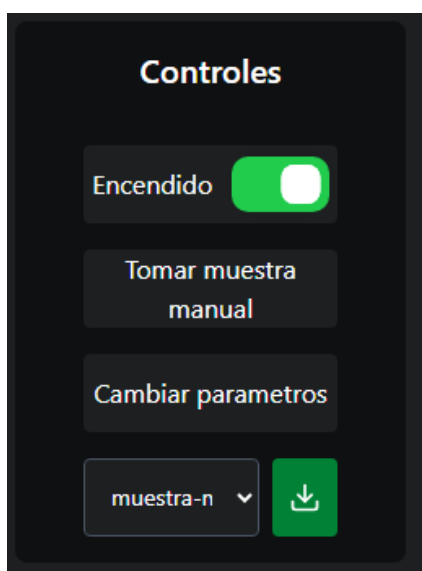 Controles
Encendido
Tomar muestra
manual
Cambiar parametros
muestra-